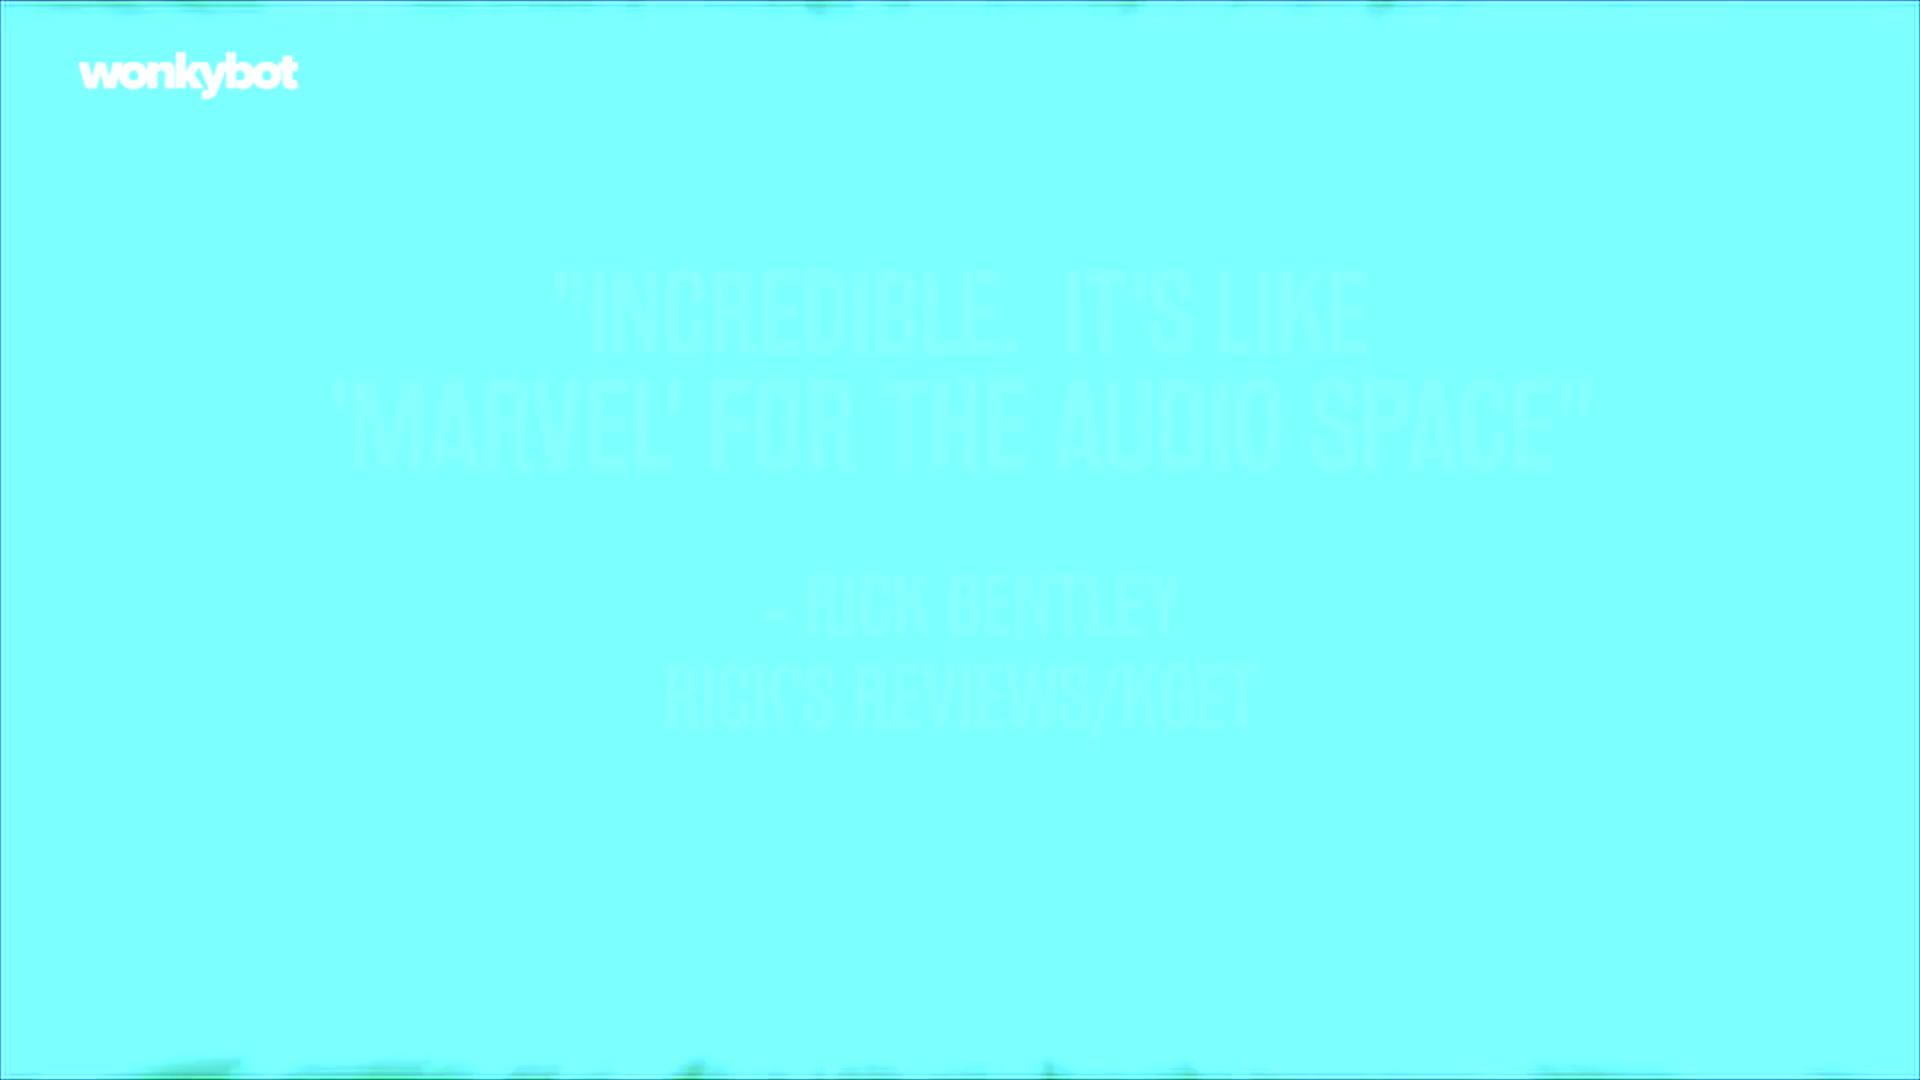 wonkybot
"INCREDIBLE. IT'S LIKE
'MARVEL' FOR THE AUDIO SPACE"
- RICK BENTLEY
RICK'S REVIEWS/KGET